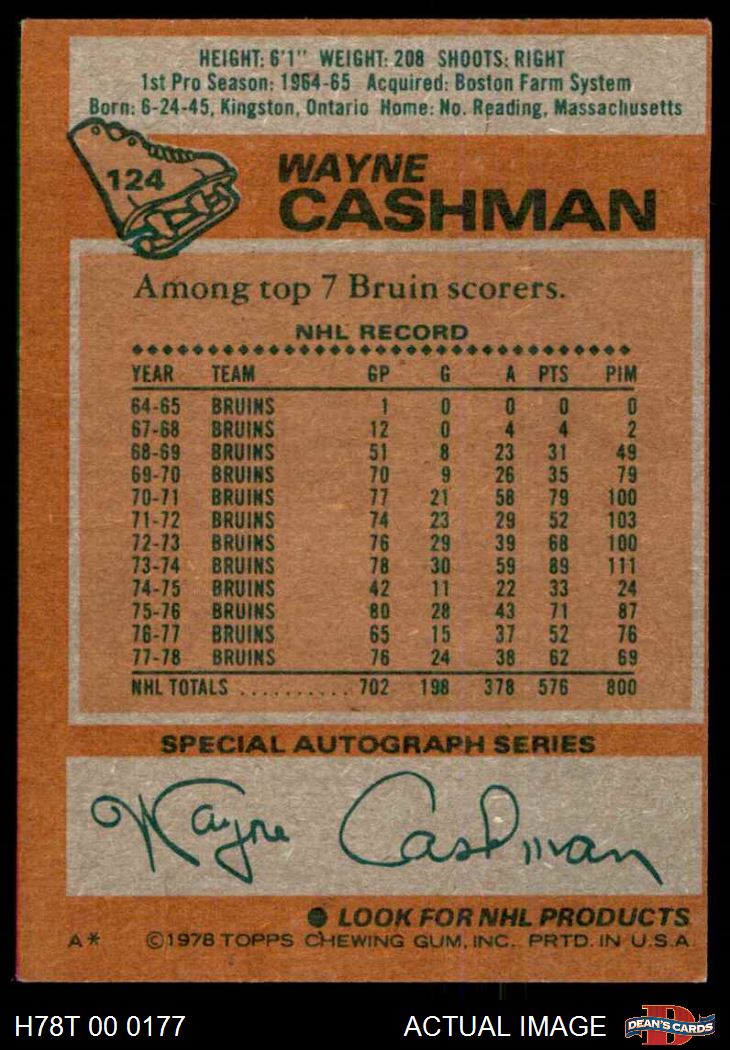 HEIGHT: 6'1" WEIGHT: 208 SHOOTS: RIGHT
1st Pro Season: 1964-65 Acquired: Boston Farm System
Born: 6-24-45, Kingston, Ontario Home: No. Reading, Massachusetts
124
WAYNE
CASHMAN
Among top 7 Bruin scorers.
NHL RECORD
YEAR TEAM GP G A PTS PIM
64-65 BRUINS 1 0 0 0 0
67-68 BRUINS 12 0 4 4 2
68-69 BRUINS 51 8 23 31 49
69-70 BRUINS 70 9 26 35 79
70-71 BRUINS 77 21 58 79 100
71-72 BRUINS 74 23 29 52 103
72-73 BRUINS 76 29 39 68 100
73-74 BRUINS 78 30 59 89 111
74-75 BRUINS 42 11 22 33 24
75-76 BRUINS 80 28 43 71 87
76-77 BRUINS 65 15 37 52 76
77-78 BRUINS 76 24 38 62 69
NHL TOTALS .......... 702 198 378 576 800
SPECIAL AUTOGRAPH SERIES
Wayne Cashman
● LOOK FOR NHL PRODUCTS
A* ©1978 TOPPS CHEWING GUM, INC. PRTD. IN U.S.A.
H78T 00 0177 ACTUAL IMAGE D DEAN'S CARDS